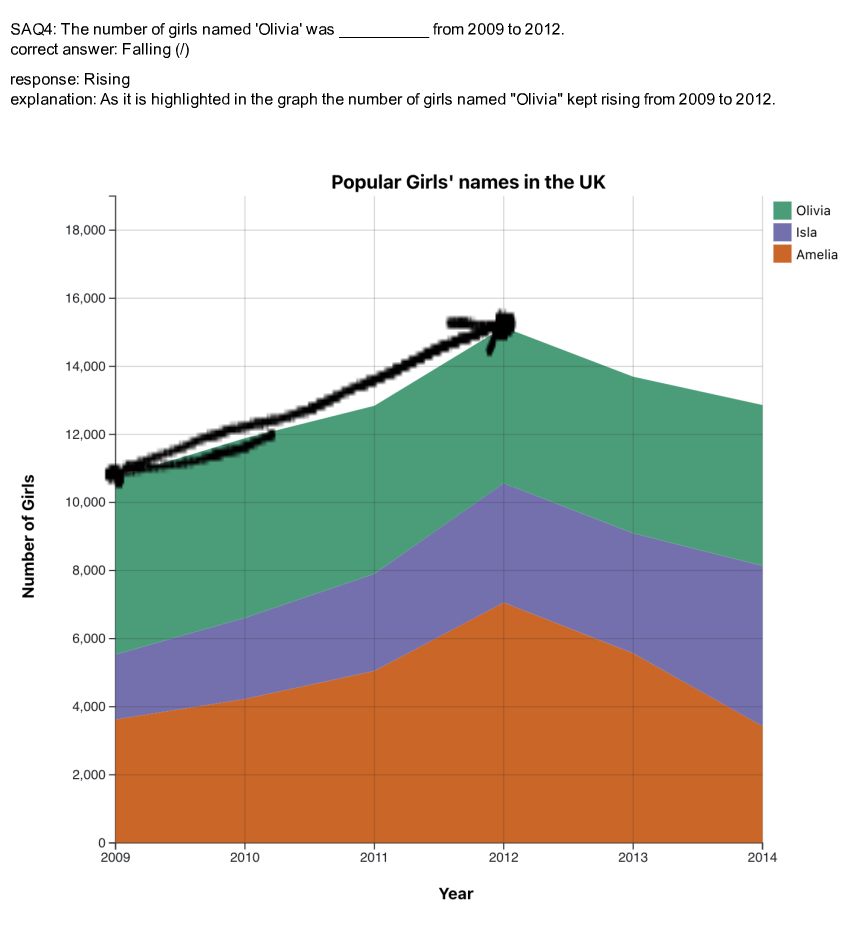 SAQ4: The number of girls named 'Olivia' was ___________ from 2009 to 2012.
correct answer: Falling (/)
response: Rising
explanation: As it is highlighted in the graph the number of girls named "Olivia" kept rising from 2009 to 2012.
Popular Girls' names in the UK
Olivia
Isla
Amelia
18,000
16,000
14,000
12,000
10,000
8,000
6,000
4,000
2,000
0
Number of Girls
2009 2010 2011 2012 2013 2014
Year